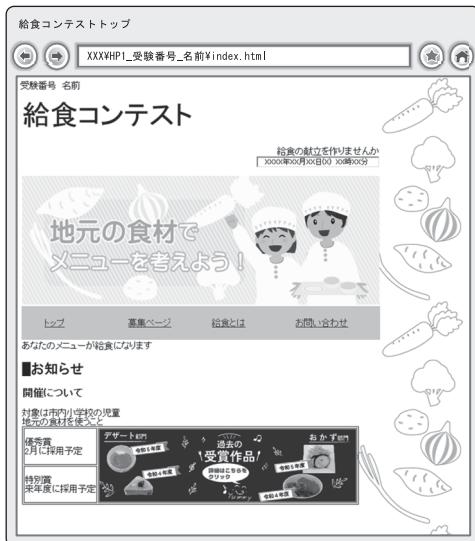 給食コンテストトップ
XXX¥HP1_受験番号_名前¥index.html
受験番号 名前
給食コンテスト
給食の献立を作りませんか
XXXX年XX月XX日(X) XX時XX分
地元の食材で
メニューを考えよう！
トップ 募集ページ 給食とは お問い合わせ
あなたのメニューが給食になります
■お知らせ
開催について
対象は市内小学校の児童
地元の食材を使うこと
優秀賞
2月に採用予定
特別賞
来年度に採用予定
デザート部門
令和5年度
令和4年度
過去の
受賞作品
詳細はこちらを
クリック
Yummy
おかず部門
令和5年度
令和4年度